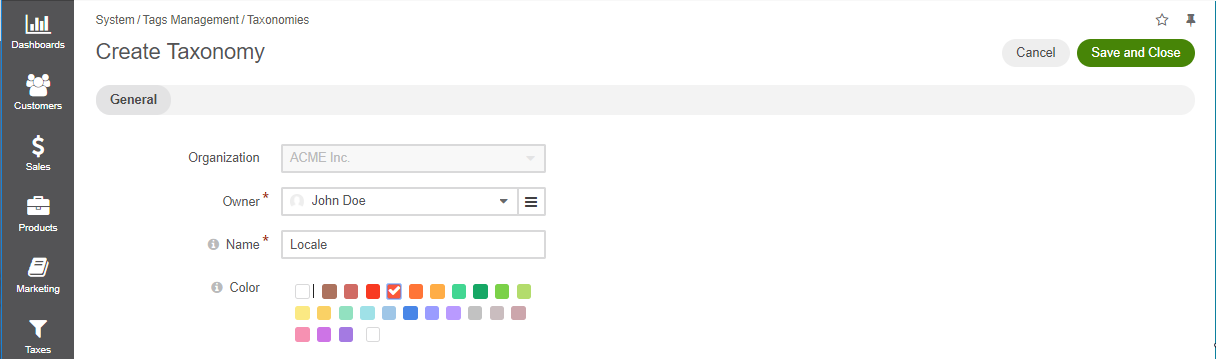 System / Tags Management / Taxonomies
Create Taxonomy
Cancel
Save and Close
General
Organization
ACME Inc.
Owner *
John Doe
Name *
Locale
Color
Dashboards
Customers
Sales
Products
Marketing
Taxes